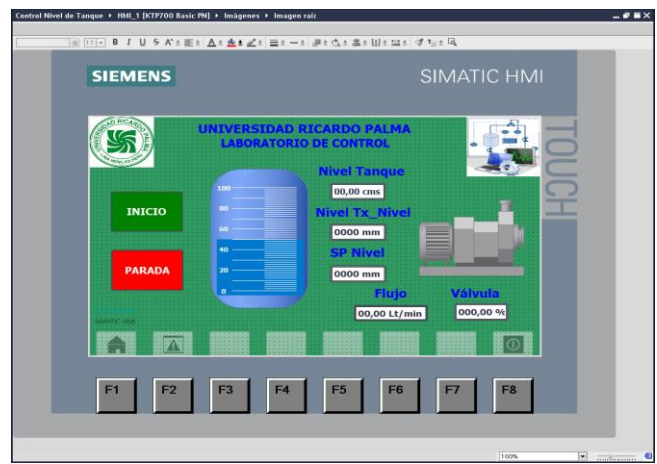 Control Nivel de Tanque ▸ HMI_1 [KTP700 Basic PN] ▸ Imágenes ▸ Imagen raíz
17
B I U S A
SIEMENS
SIMATIC HMI
TOUCH
UNIVERSIDAD RICARDO PALMA
LABORATORIO DE CONTROL
Nivel Tanque
00,00 cms
Nivel Tx_Nivel
0000 mm
SP Nivel
0000 mm
INICIO
PARADA
100
80
60
40
20
0
Flujo
Válvula
00,00 Lt/min
000,00 %
SIMATIC HMI
F1 F2 F3 F4 F5 F6 F7 F8
100%